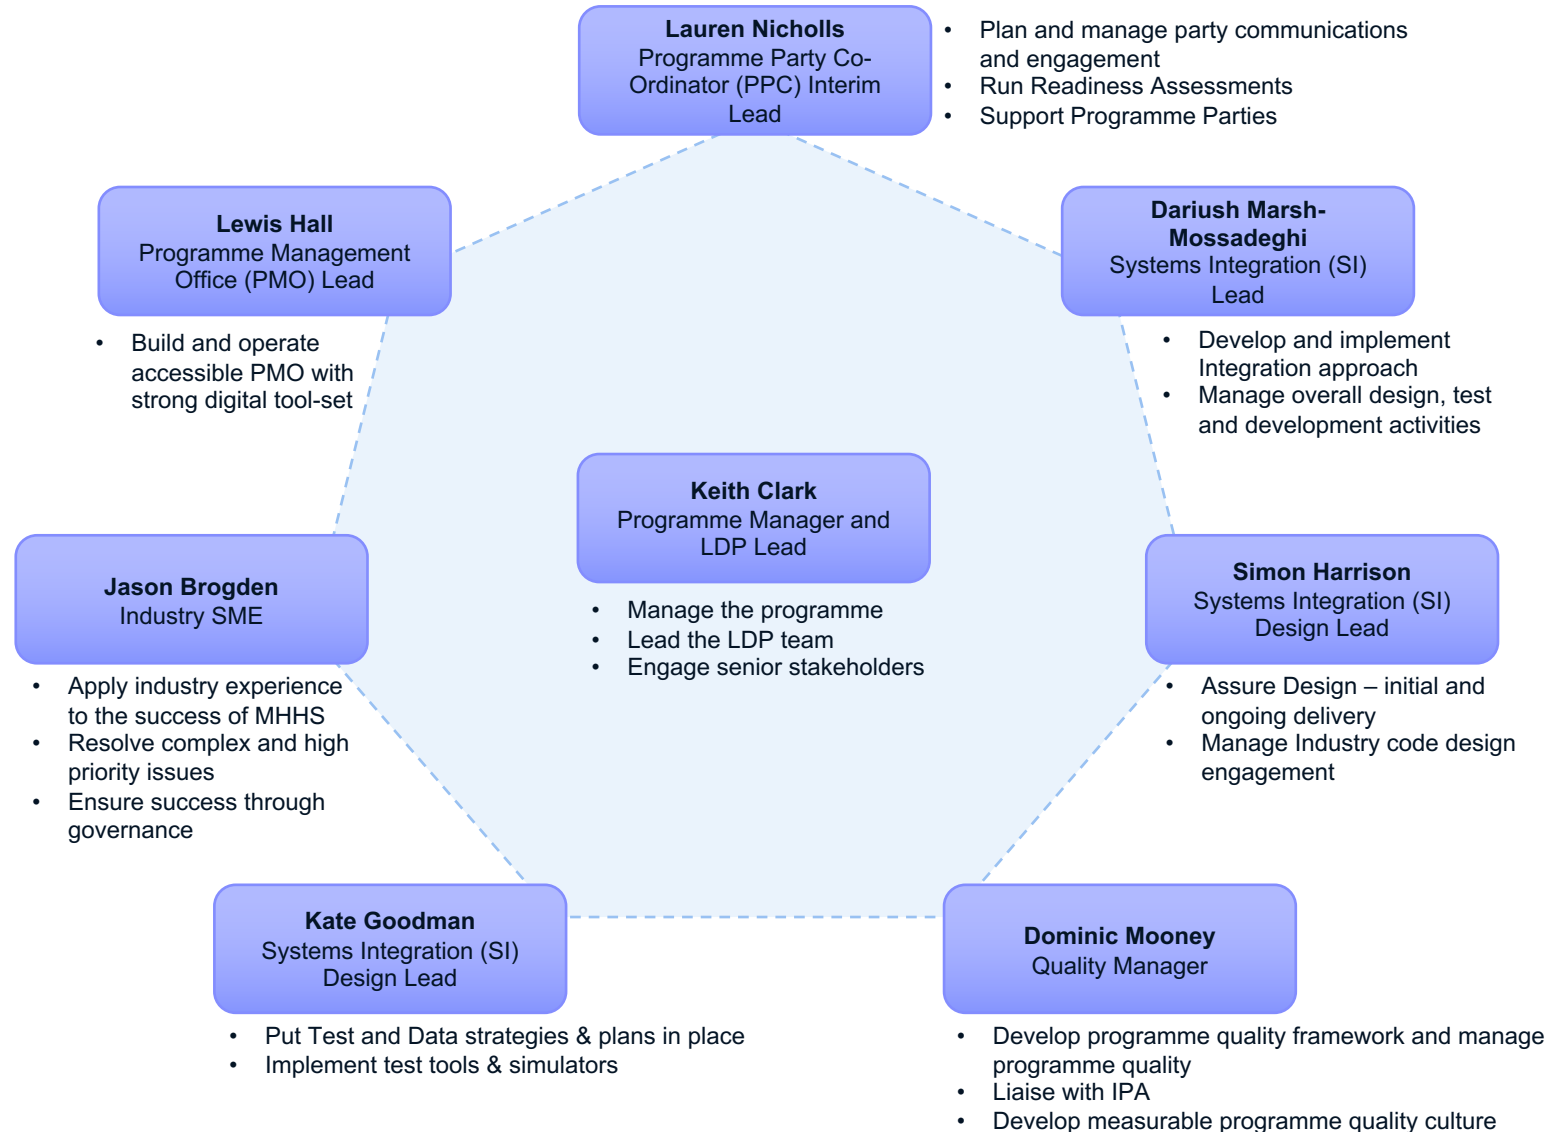 Lauren Nicholls
Programme Party Co-
Ordinator (PPC) Interim
Lead
• Plan and manage party communications
and engagement
• Run Readiness Assessments
• Support Programme Parties
Lewis Hall
Programme Management
Office (PMO) Lead
• Build and operate
accessible PMO with
strong digital tool-set
Dariush Marsh-
Mossadeghi
Systems Integration (SI)
Lead
• Develop and implement
Integration approach
• Manage overall design, test
and development activities
Keith Clark
Programme Manager and
LDP Lead
• Manage the programme
• Lead the LDP team
• Engage senior stakeholders
Jason Brogden
Industry SME
• Apply industry experience
to the success of MHHS
• Resolve complex and high
priority issues
• Ensure success through
governance
Simon Harrison
Systems Integration (SI)
Design Lead
• Assure Design – initial and
ongoing delivery
• Manage Industry code design
engagement
Kate Goodman
Systems Integration (SI)
Design Lead
• Put Test and Data strategies & plans in place
• Implement test tools & simulators
Dominic Mooney
Quality Manager
• Develop programme quality framework and manage
programme quality
• Liaise with IPA
• Develop measurable programme quality culture